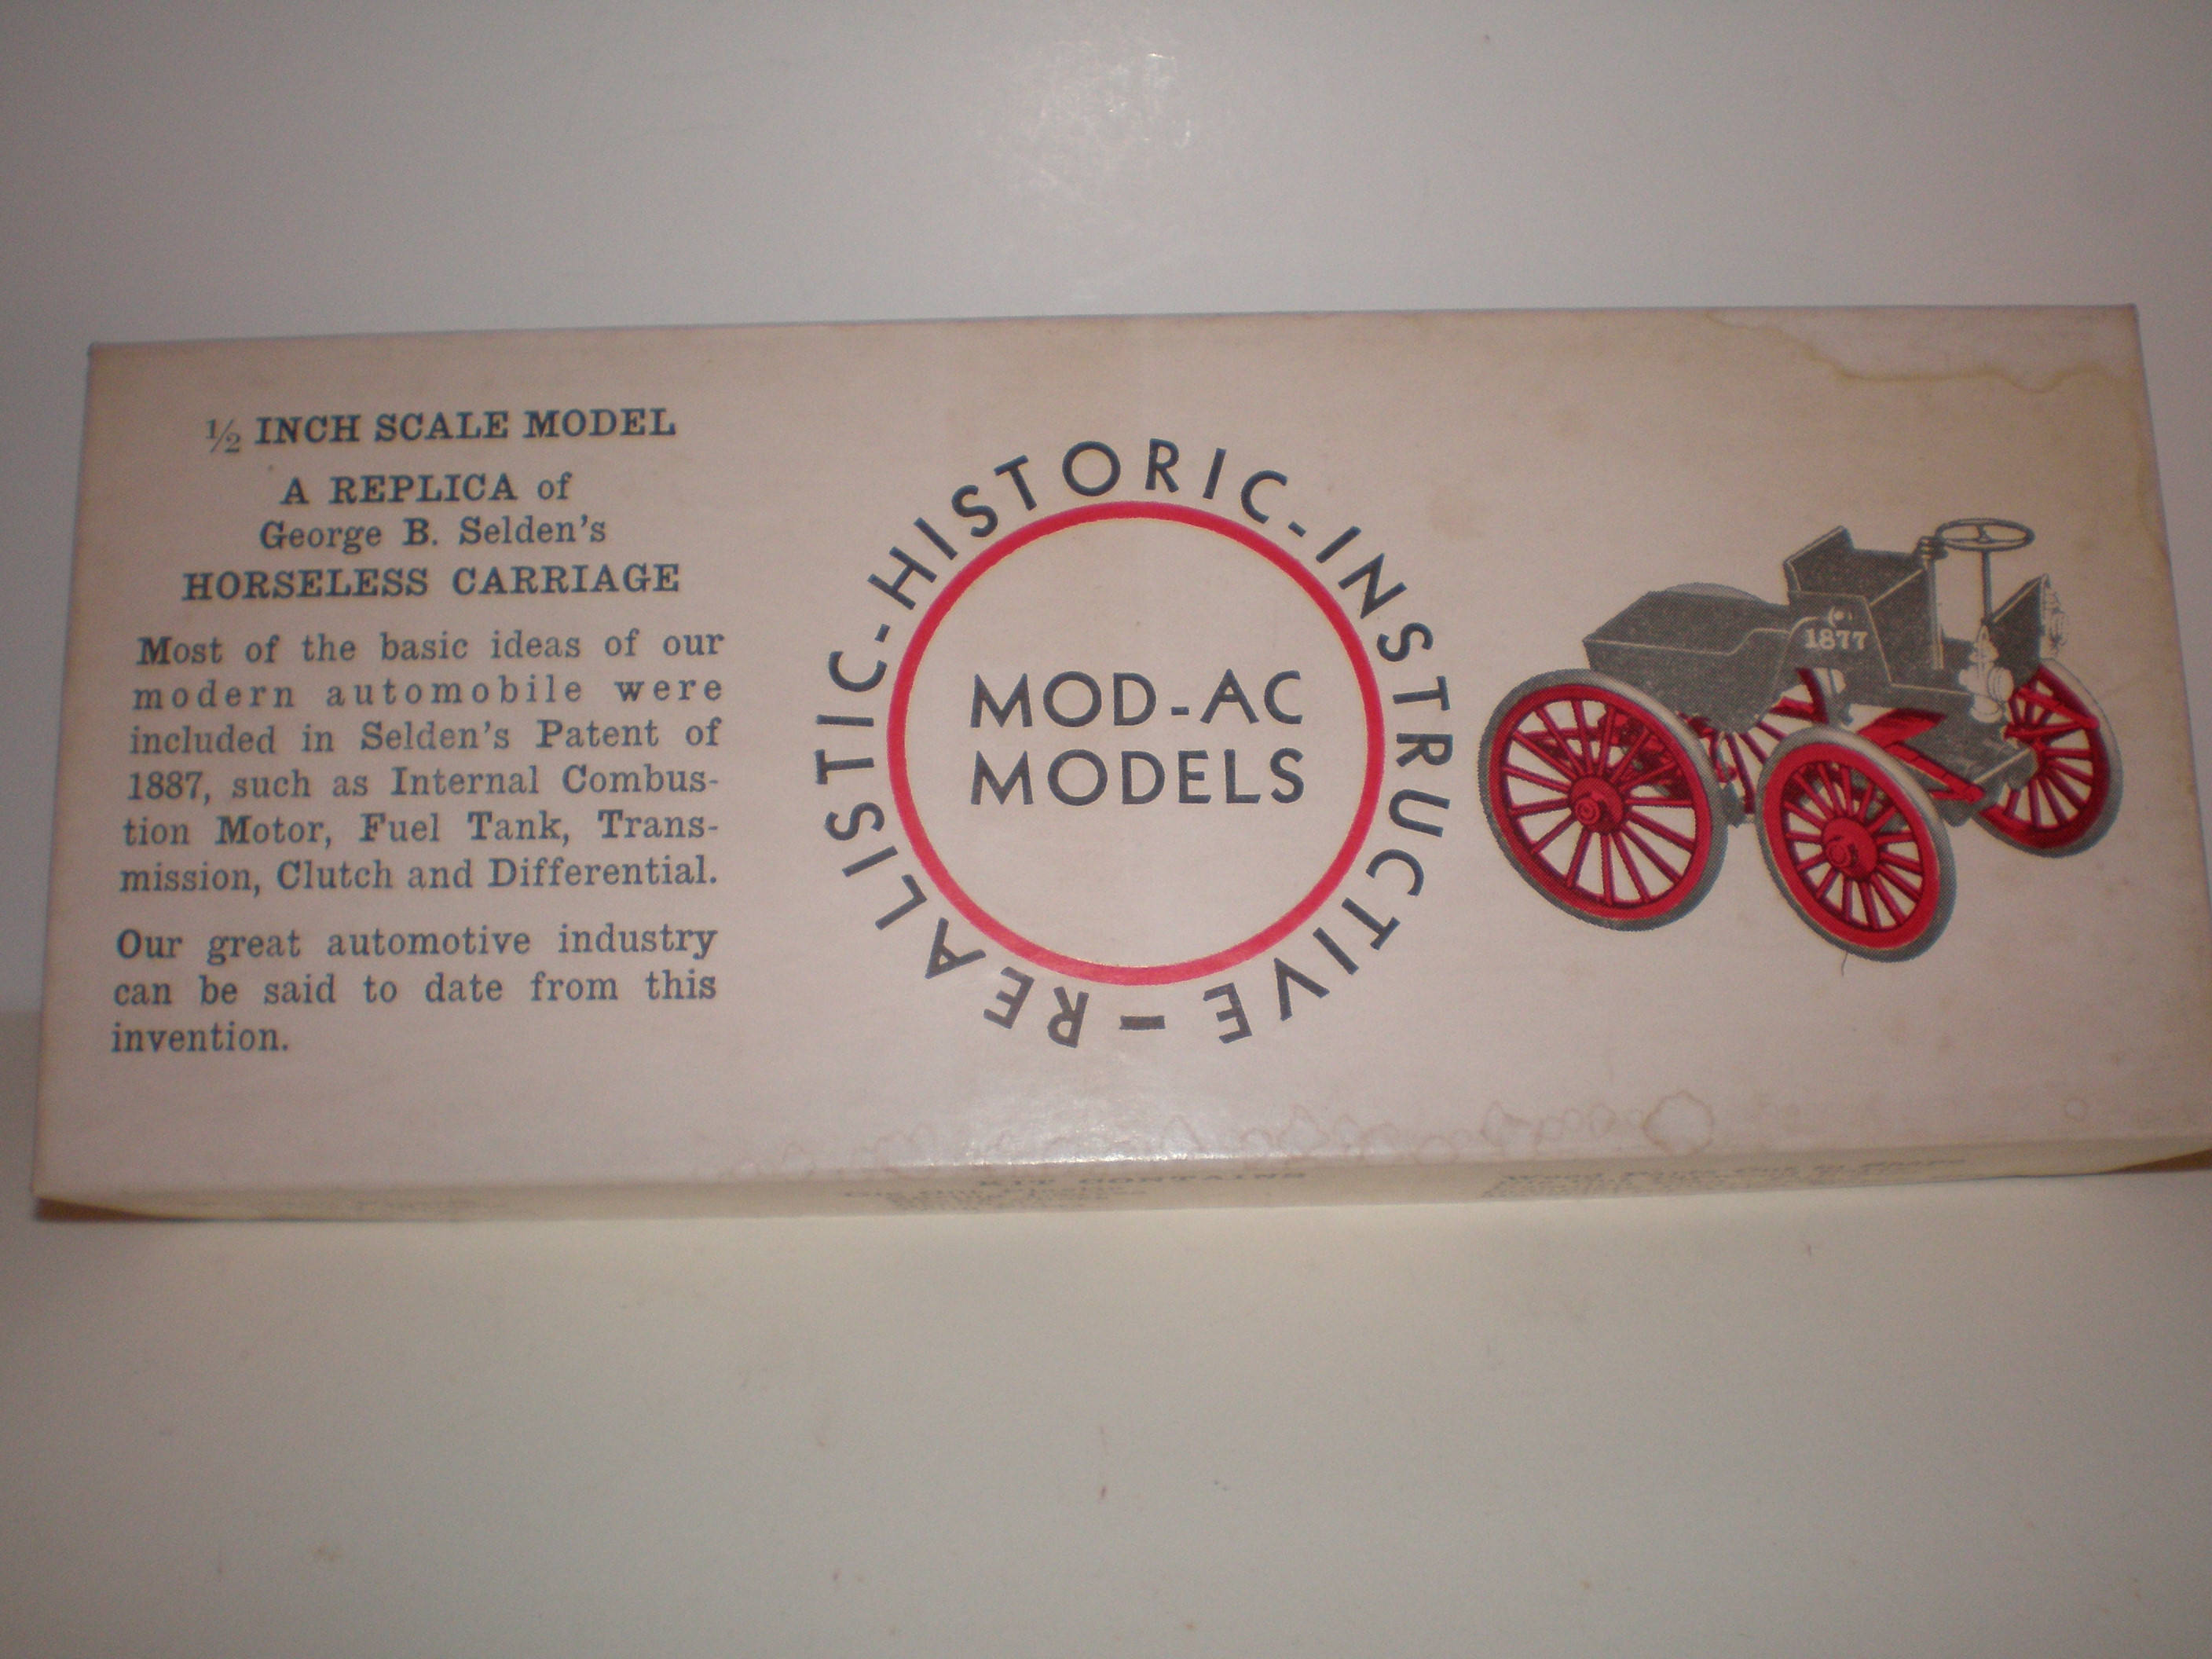 ½ INCH SCALE MODEL
A REPLICA of
George B. Selden's
HORSELESS CARRIAGE
Most of the basic ideas of our
modern automobile were
included in Selden's Patent of
1887, such as Internal Combus-
tion Motor, Fuel Tank, Trans-
mission, Clutch and Differential.
Our great automotive industry
can be said to date from this
invention.
REALISTIC-HISTORIC-INSTRUCTIVE-
MOD-AC
MODELS
1877
KIT CONTAINS